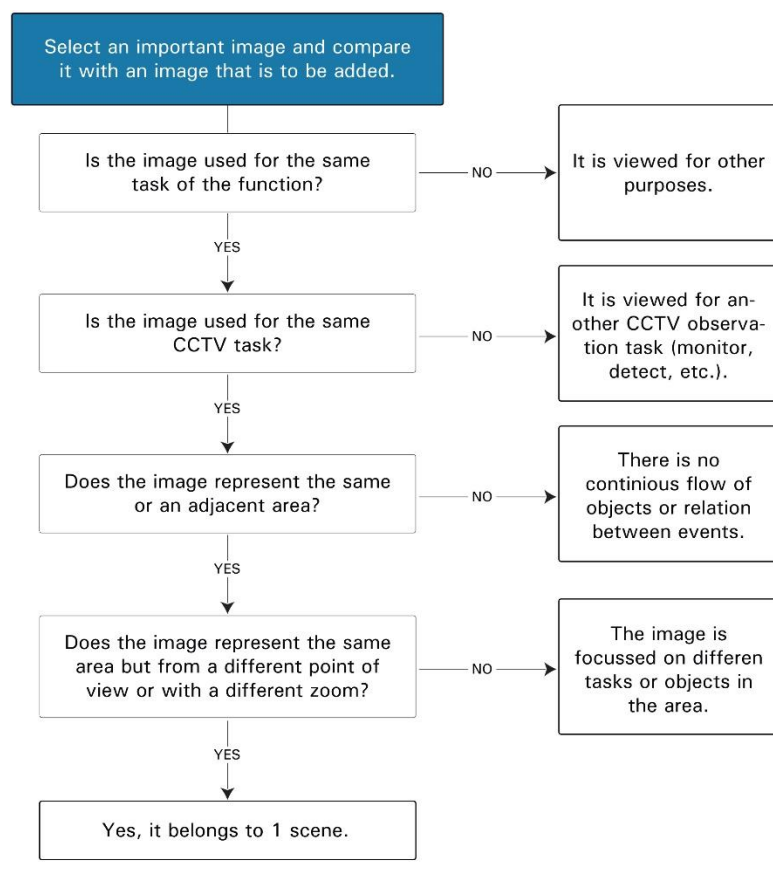 Select an important image and compare
it with an image that is to be added.
Is the image used for the same
task of the function?
NO
It is viewed for other
purposes.
YES
Is the image used for the same
CCTV task?
NO
It is viewed for an-
other CCTV observa-
tion task (monitor,
detect, etc.).
YES
Does the image represent the same
or an adjacent area?
NO
There is no
continious flow of
objects or relation
between events.
YES
Does the image represent the same
area but from a different point of
view or with a different zoom?
NO
The image is
focussed on differen
tasks or objects in
the area.
YES
Yes, it belongs to 1 scene.